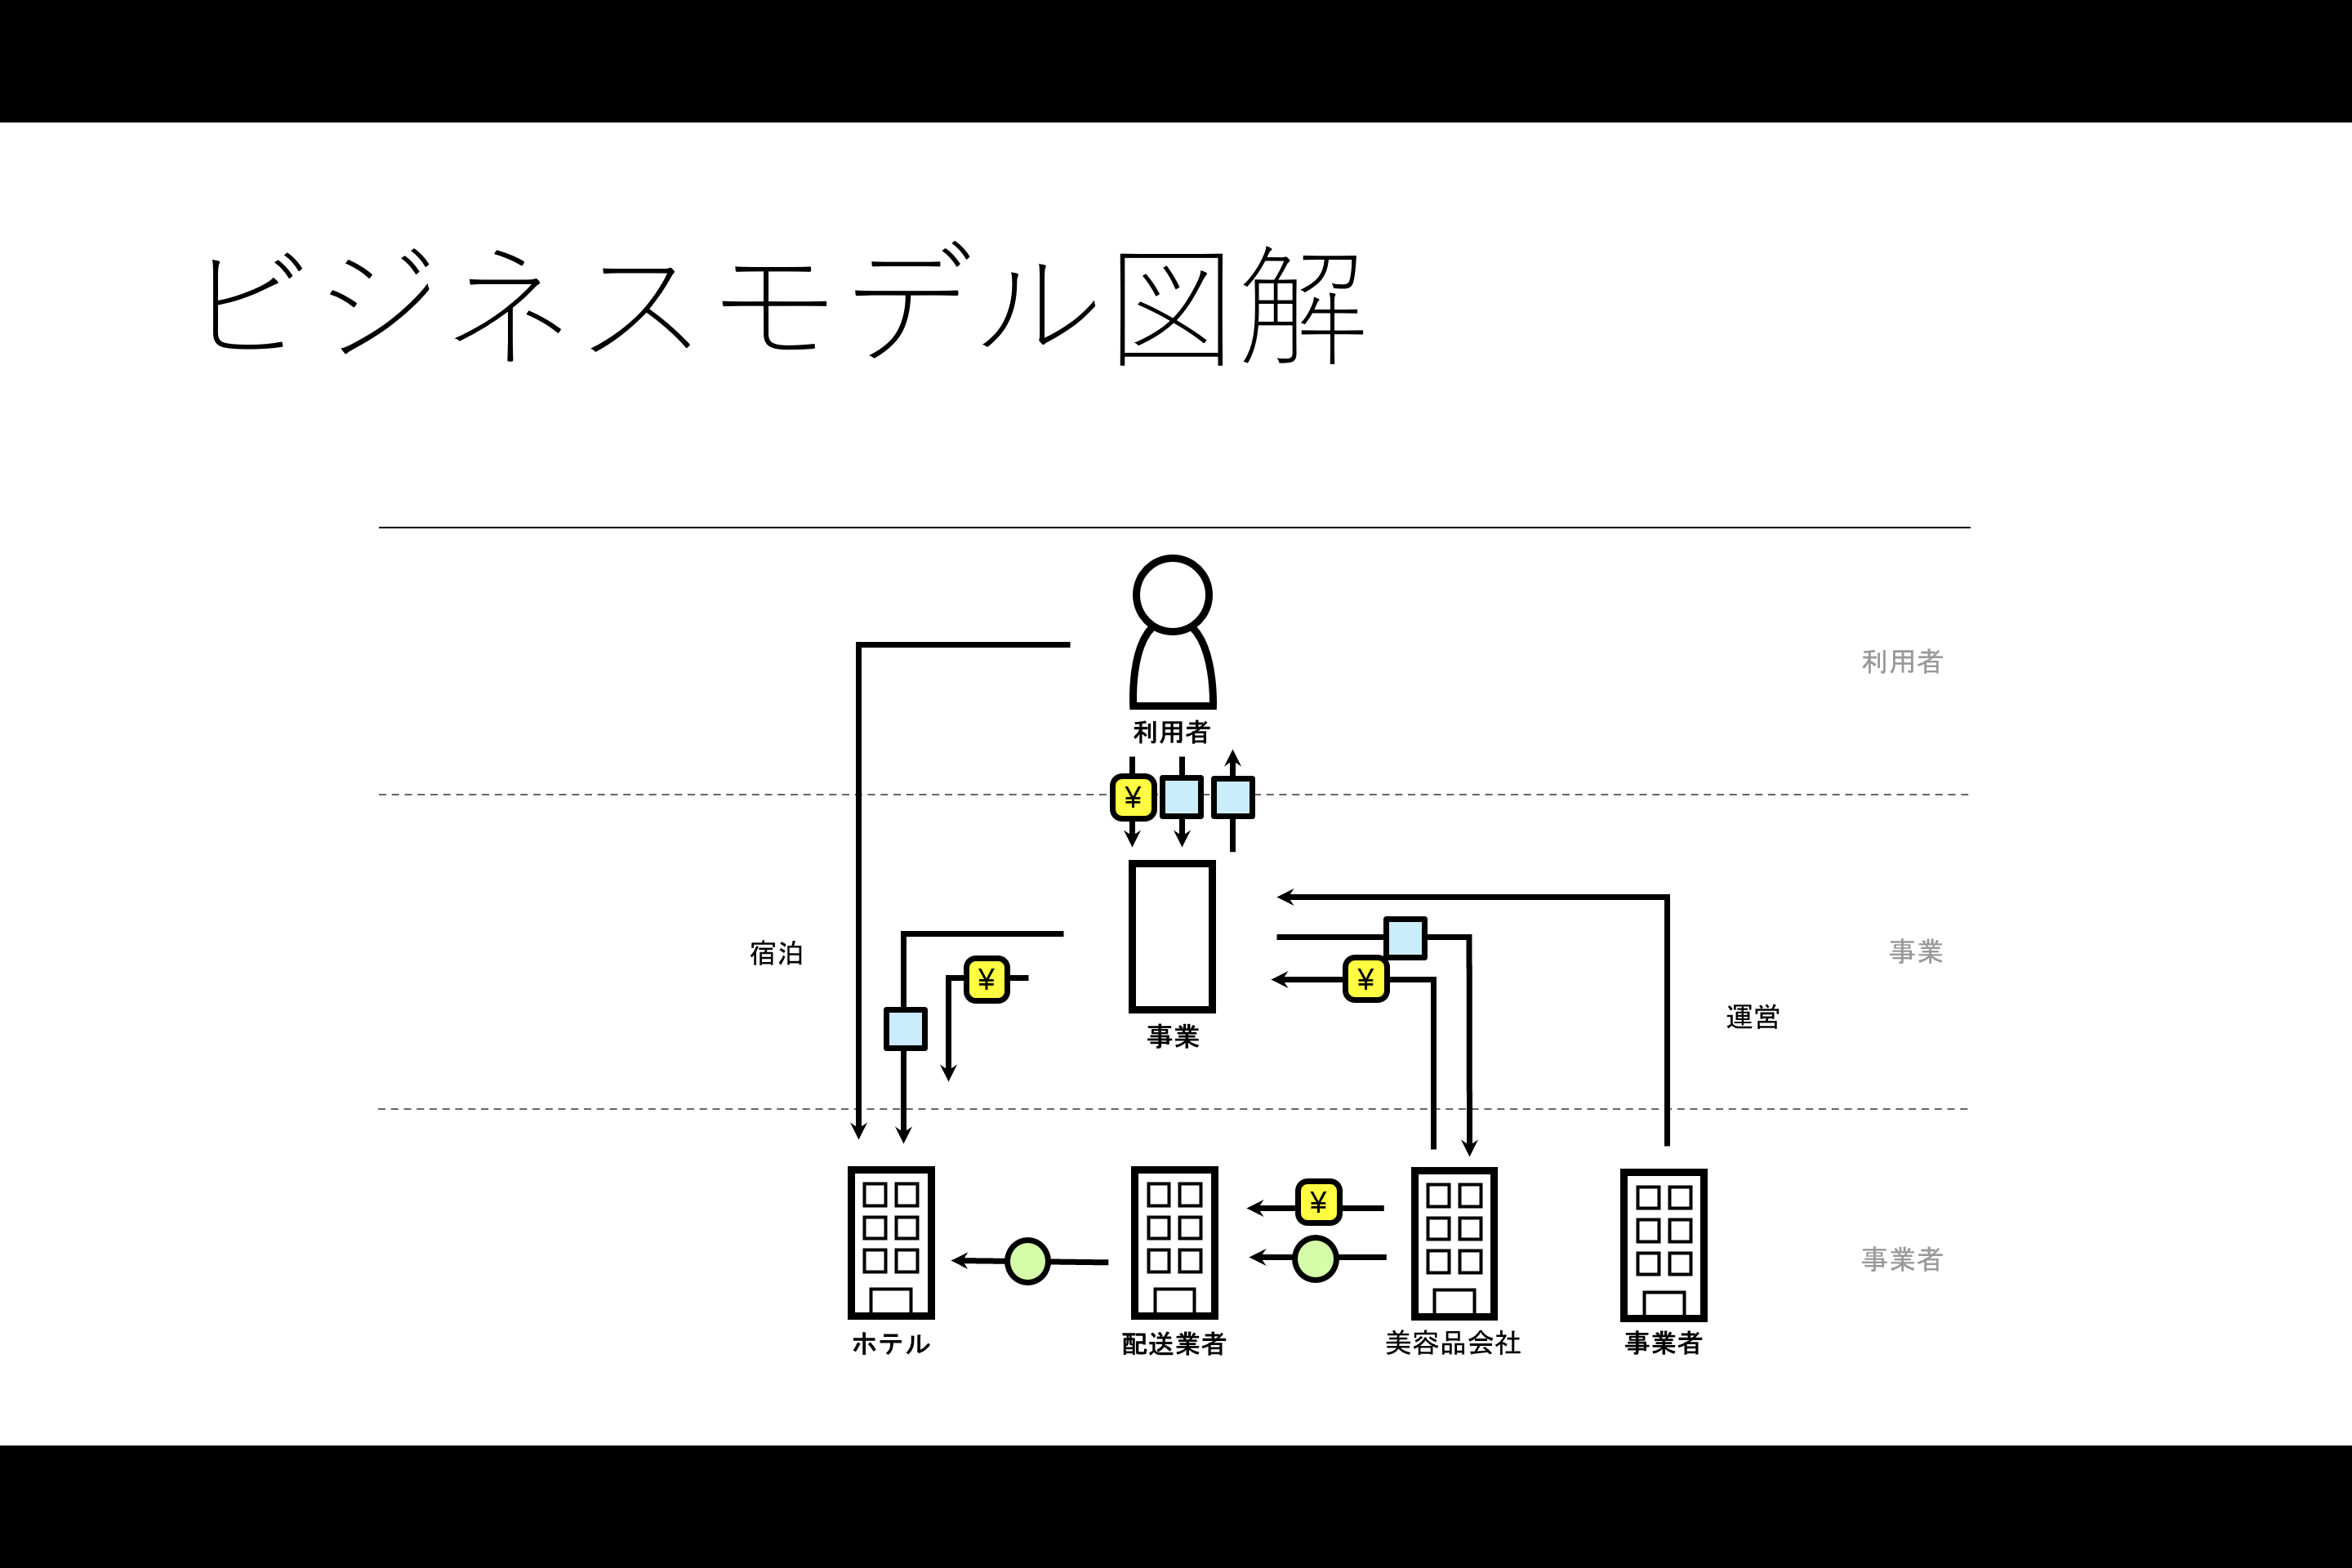 ビジネスモデル図解
利用者
利用者
¥
事業
宿泊
¥
¥
運営
事業
¥
事業者
ホテル
配送業者
美容品会社
事業者